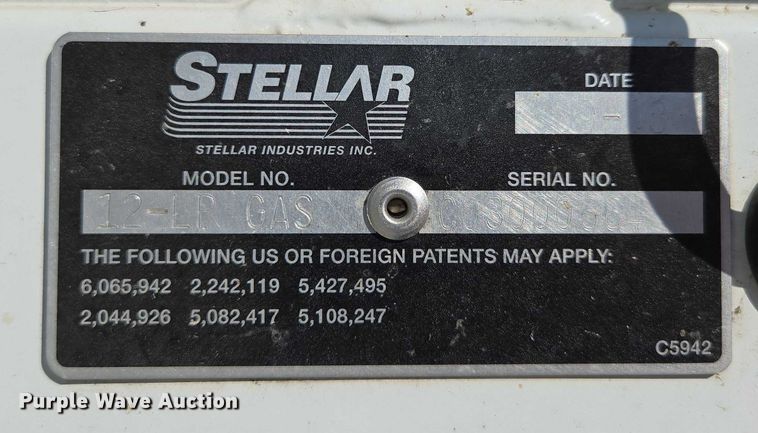 STELLAR
STELLAR INDUSTRIES INC.
DATE
MODEL NO.
SERIAL NO.
12-LR GAS
THE FOLLOWING US OR FOREIGN PATENTS MAY APPLY:
6,065,942 2,242,119 5,427,495
2,044,926 5,082,417 5,108,247
C5942
Purple Wave Auction